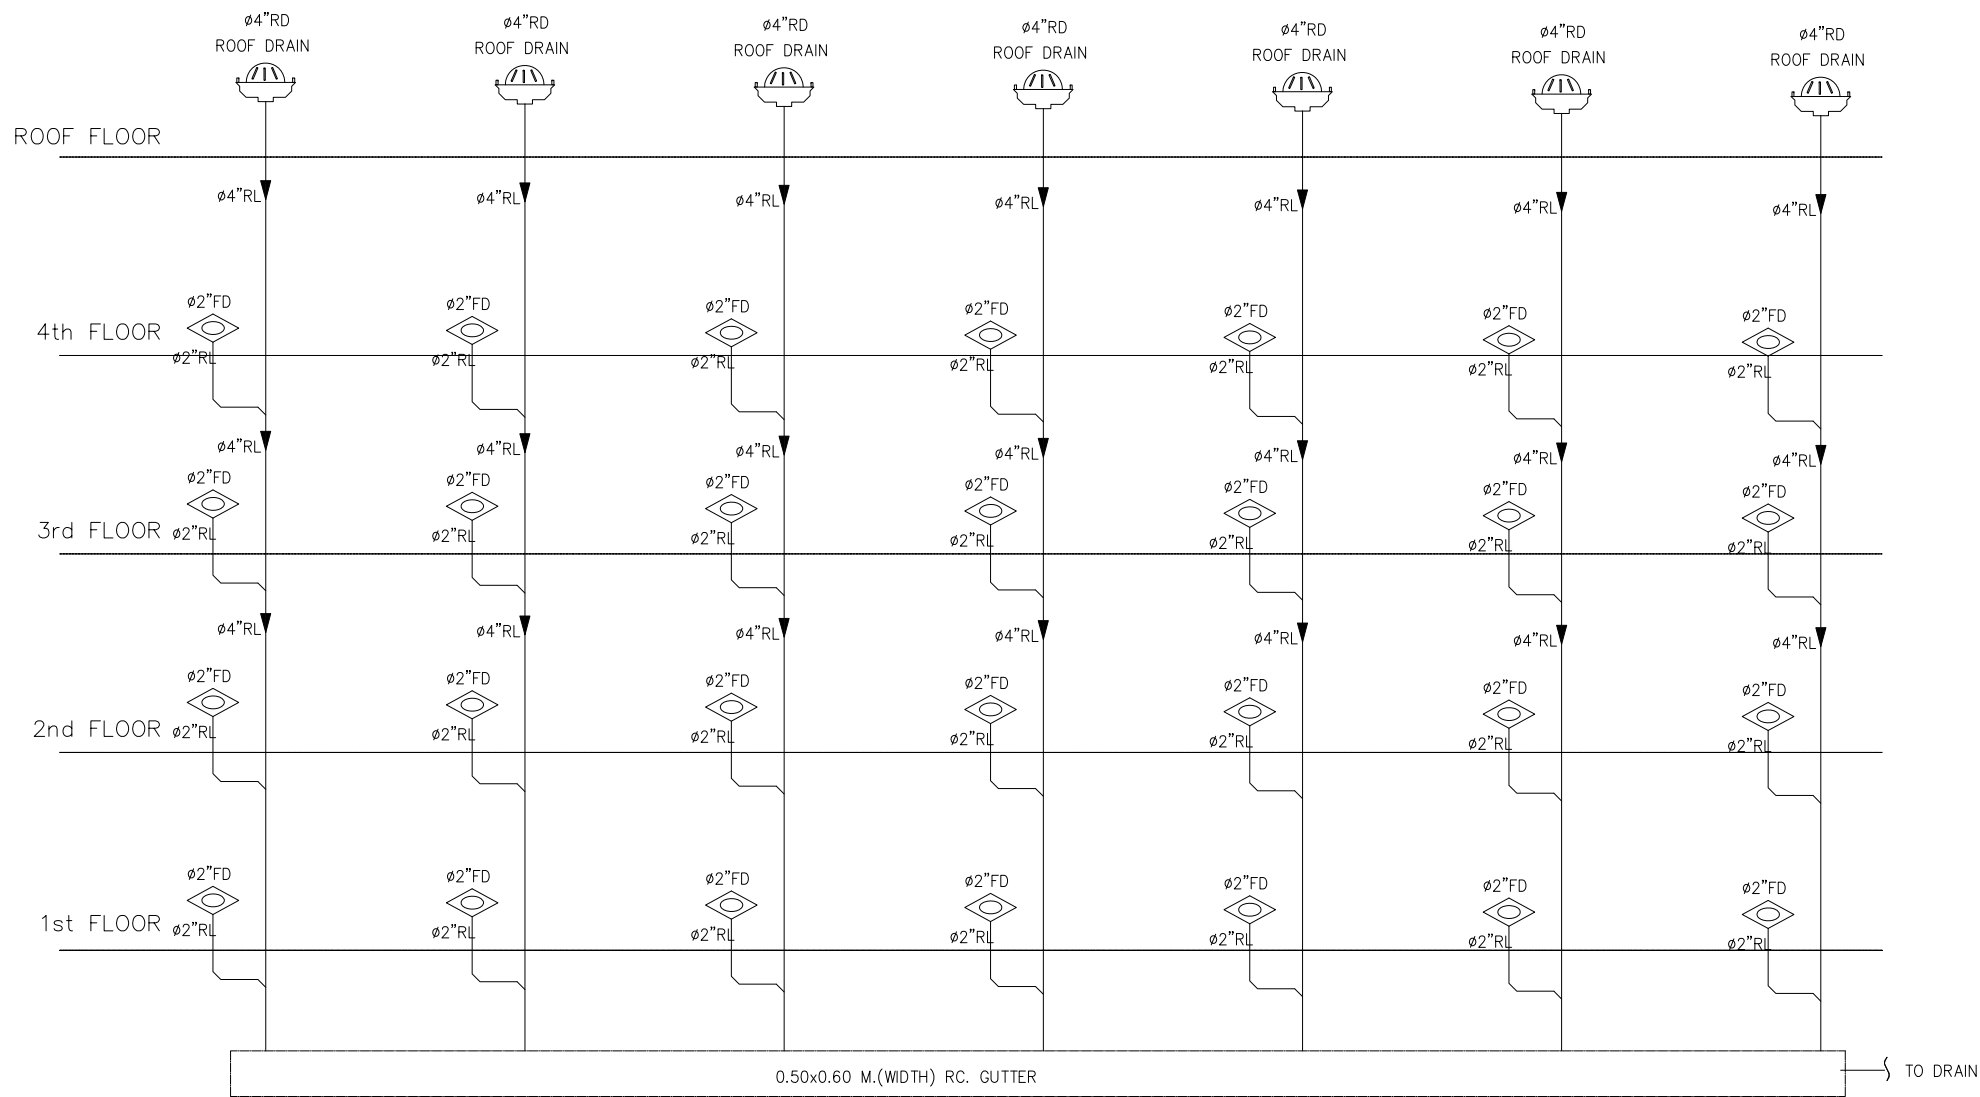 ø4"RD ø4"RD ø4"RD ø4"RD ø4"RD ø4"RD ø4"RD
ROOF DRAIN ROOF DRAIN ROOF DRAIN ROOF DRAIN ROOF DRAIN ROOF DRAIN ROOF DRAIN
ROOF FLOOR
ø4"RL ø4"RL ø4"RL ø4"RL ø4"RL ø4"RL ø4"RL
ø2"FD ø2"FD ø2"FD ø2"FD ø2"FD ø2"FD ø2"FD
4th FLOOR
ø2"RL ø2"RL ø2"RL ø2"RL ø2"RL ø2"RL ø2"RL
ø4"RL ø4"RL ø4"RL ø4"RL ø4"RL ø4"RL ø4"RL
ø2"FD ø2"FD ø2"FD ø2"FD ø2"FD ø2"FD ø2"FD
3rd FLOOR ø2"RL ø2"RL ø2"RL ø2"RL ø2"RL ø2"RL ø2"RL
ø4"RL ø4"RL ø4"RL ø4"RL ø4"RL ø4"RL ø4"RL
ø2"FD ø2"FD ø2"FD ø2"FD ø2"FD ø2"FD ø2"FD
2nd FLOOR ø2"RL ø2"RL ø2"RL ø2"RL ø2"RL ø2"RL ø2"RL
ø2"FD ø2"FD ø2"FD ø2"FD ø2"FD ø2"FD ø2"FD
1st FLOOR ø2"RL ø2"RL ø2"RL ø2"RL ø2"RL ø2"RL ø2"RL
0.50x0.60 M.(WIDTH) RC. GUTTER
TO DRAIN